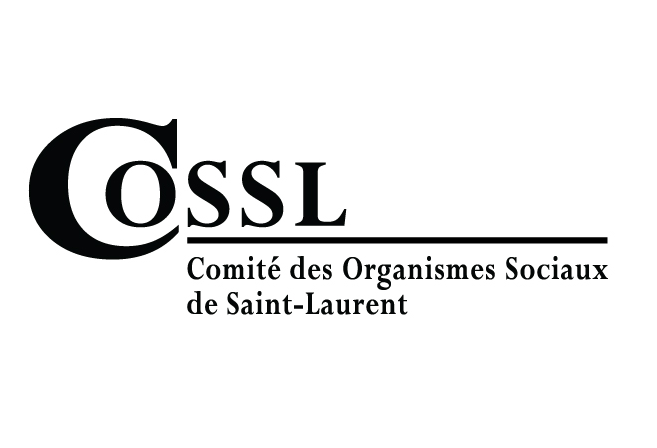 COSSL
Comité des Organismes Sociaux
de Saint-Laurent